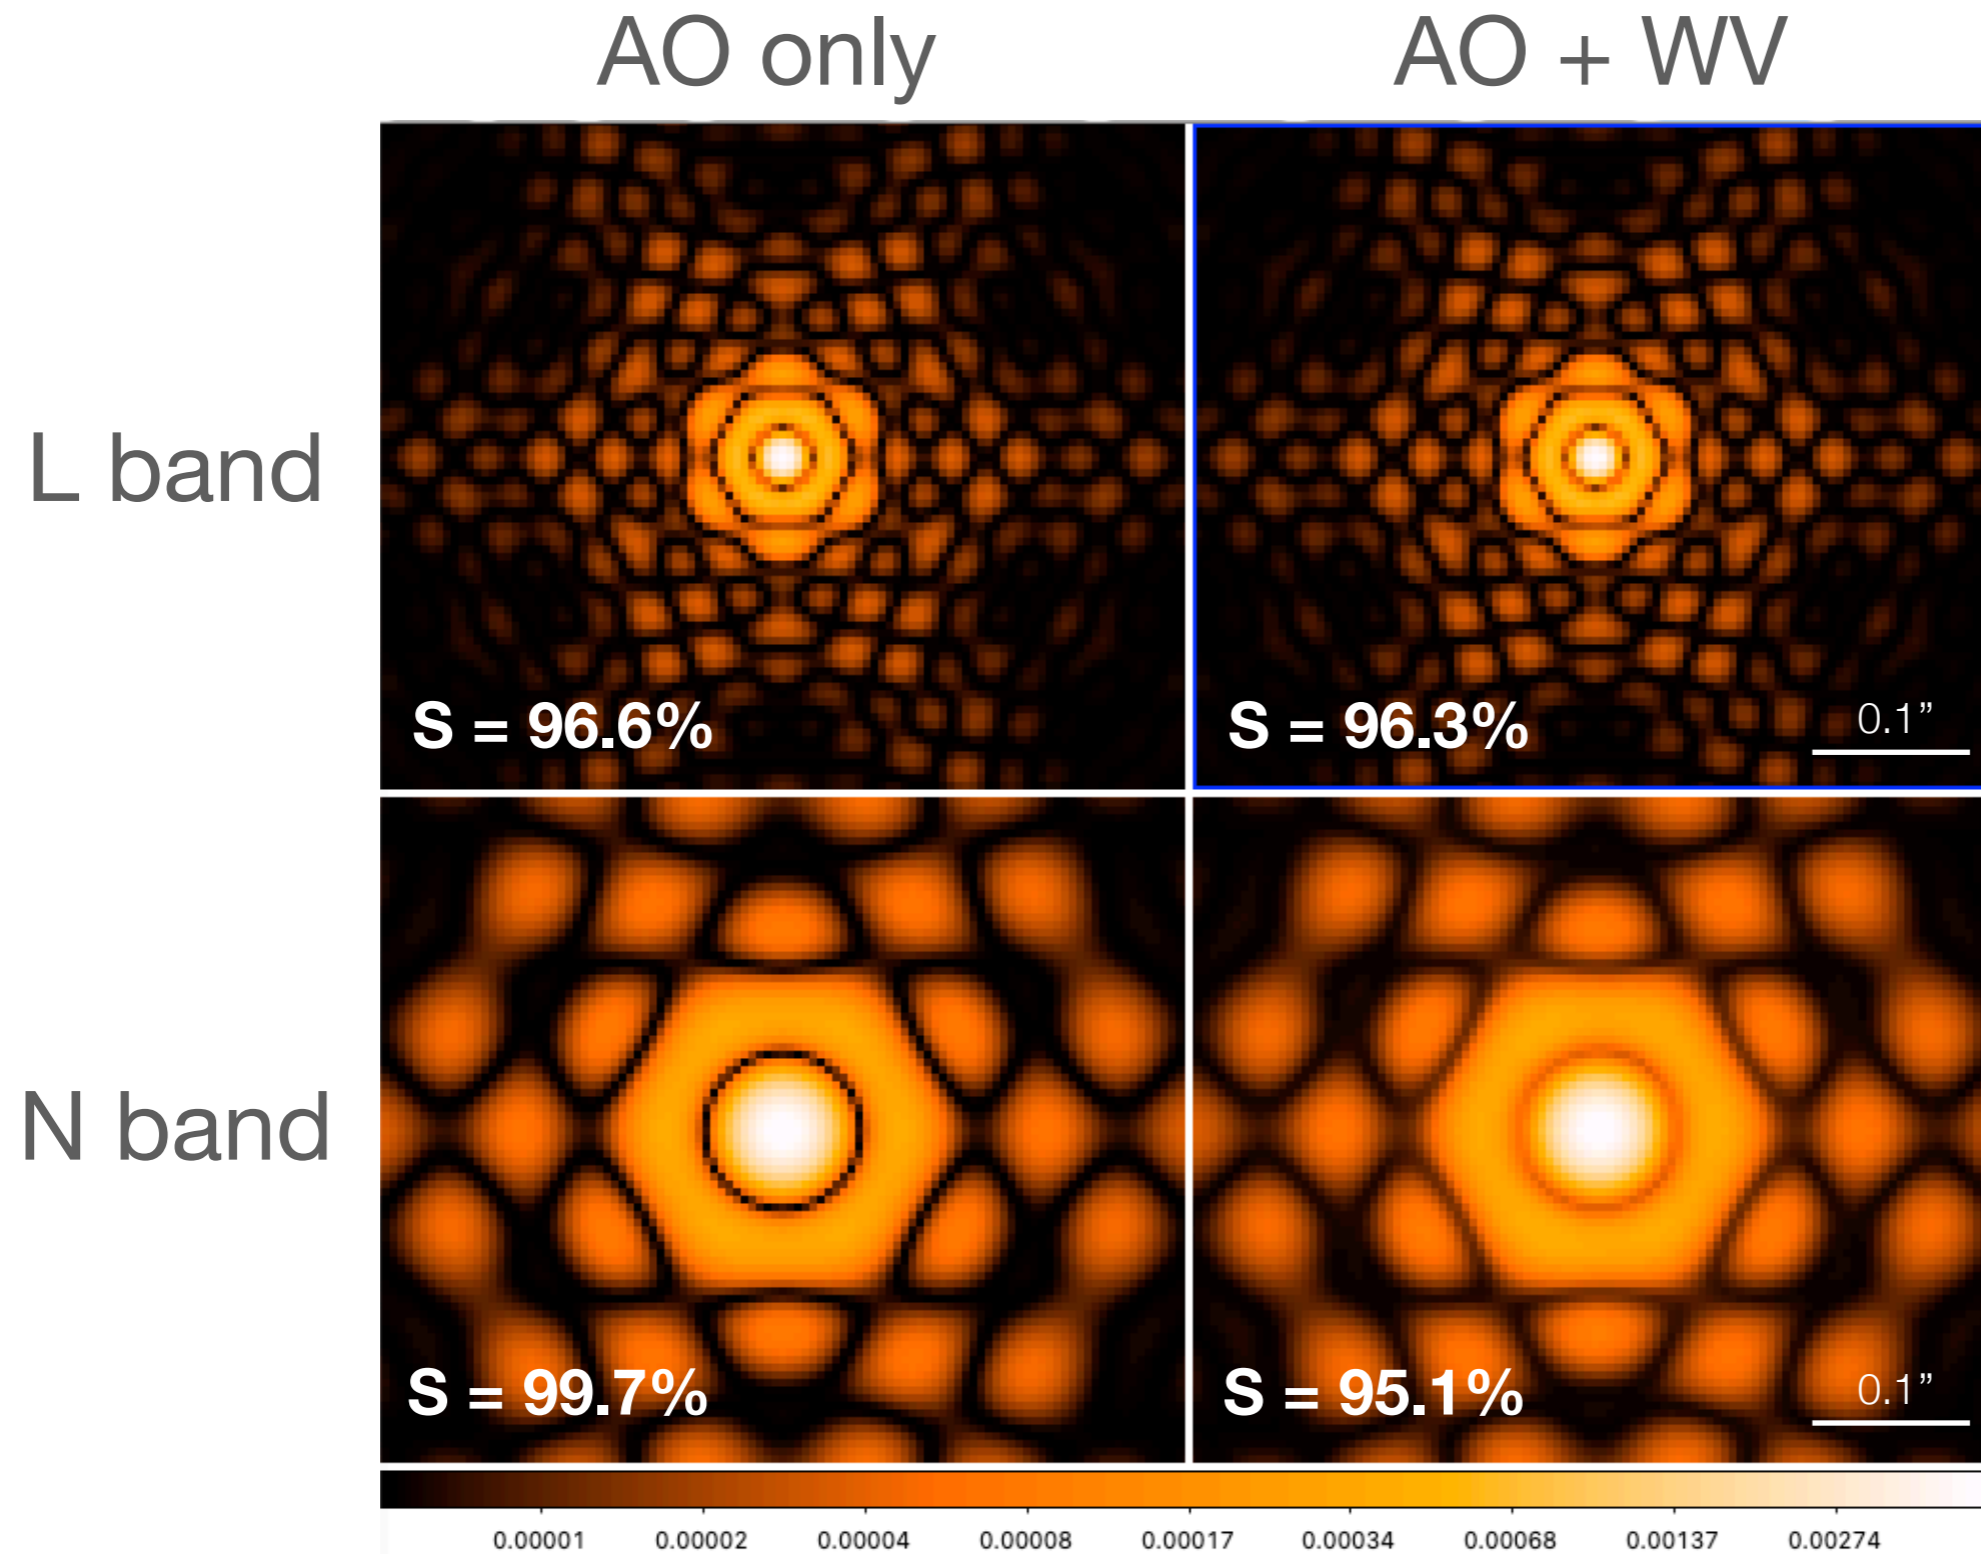 AO only
AO + WV
L band
S = 96.6%
S = 96.3%
0.1”
N band
S = 99.7%
S = 95.1%
0.1”
0.00001 0.00002 0.00004 0.00008 0.00017 0.00034 0.00068 0.00137 0.00274